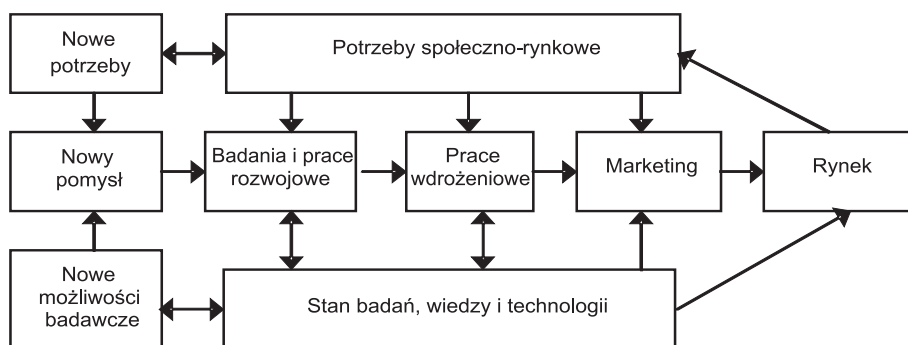 Nowe
potrzeby
Potrzeby społeczno-rynkowe
Nowy
pomysł
Badania i prace
rozwojowe
Prace
wdrożeniowe
Marketing
Rynek
Nowe
możliwości
badawcze
Stan badań, wiedzy i technologii